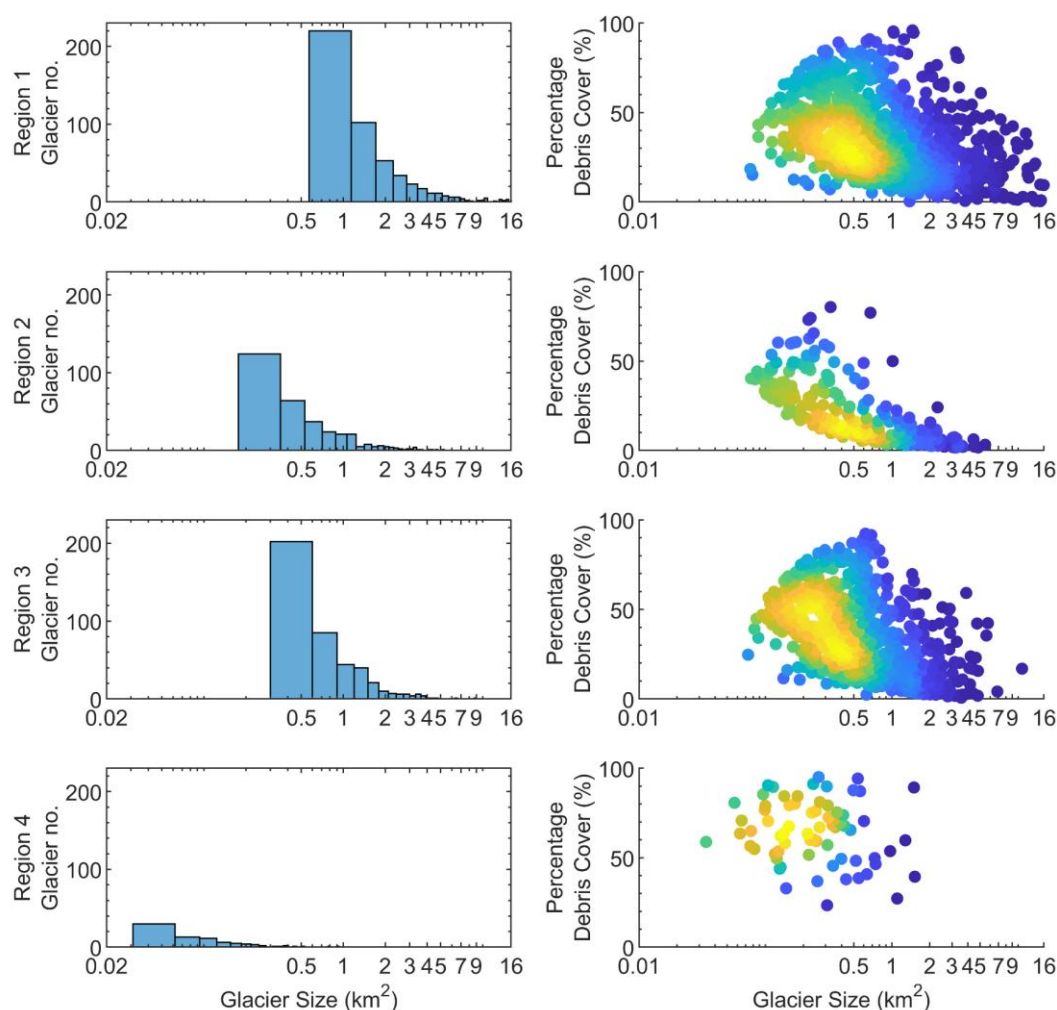 Region 1
Glacier no.
200
100
0
0.02 0.5 1 2 3 4 5 7 9 16
Percentage
Debris Cover (%)
100
50
0
0.01 0.5 1 2 3 4 5 7 9 16
Region 2
Glacier no.
200
100
0
0.02 0.5 1 2 3 4 5 7 9 16
Percentage
Debris Cover (%)
100
50
0
0.01 0.5 1 2 3 4 5 7 9 16
Region 3
Glacier no.
200
100
0
0.02 0.5 1 2 3 4 5 7 9 16
Percentage
Debris Cover (%)
100
50
0
0.01 0.5 1 2 3 4 5 7 9 16
Region 4
Glacier no.
200
100
0
0.02 0.5 1 2 3 4 5 7 9 16
Glacier Size (km²)
Percentage
Debris Cover (%)
100
50
0
0.01 0.5 1 2 3 4 5 7 9 16
Glacier Size (km²)